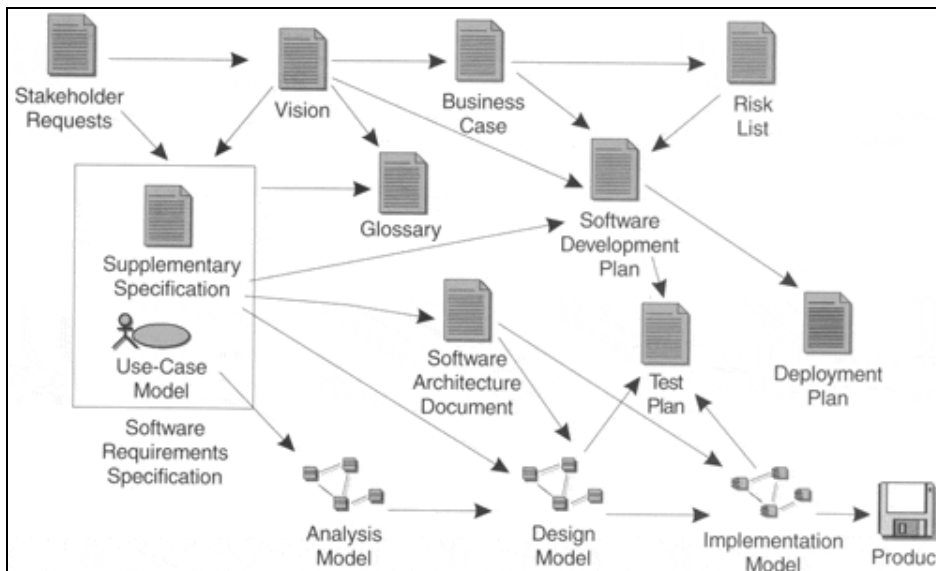 Stakeholder
Requests
Vision
Business
Case
Risk
List
Glossary
Software
Development
Plan
Supplementary
Specification
Use-Case
Model
Software
Requirements
Specification
Software
Architecture
Document
Test
Plan
Deployment
Plan
Analysis
Model
Design
Model
Implementation
Model
Produc